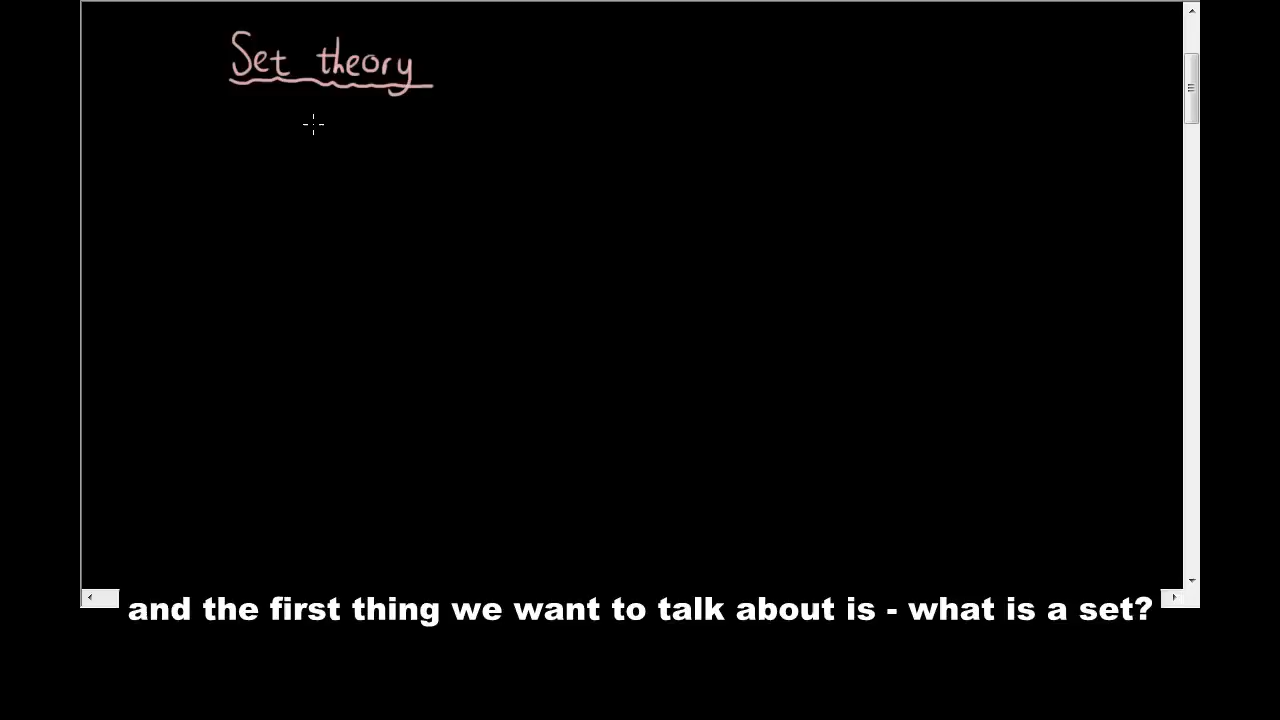 Set theory
and the first thing we want to talk about is - what is a set?